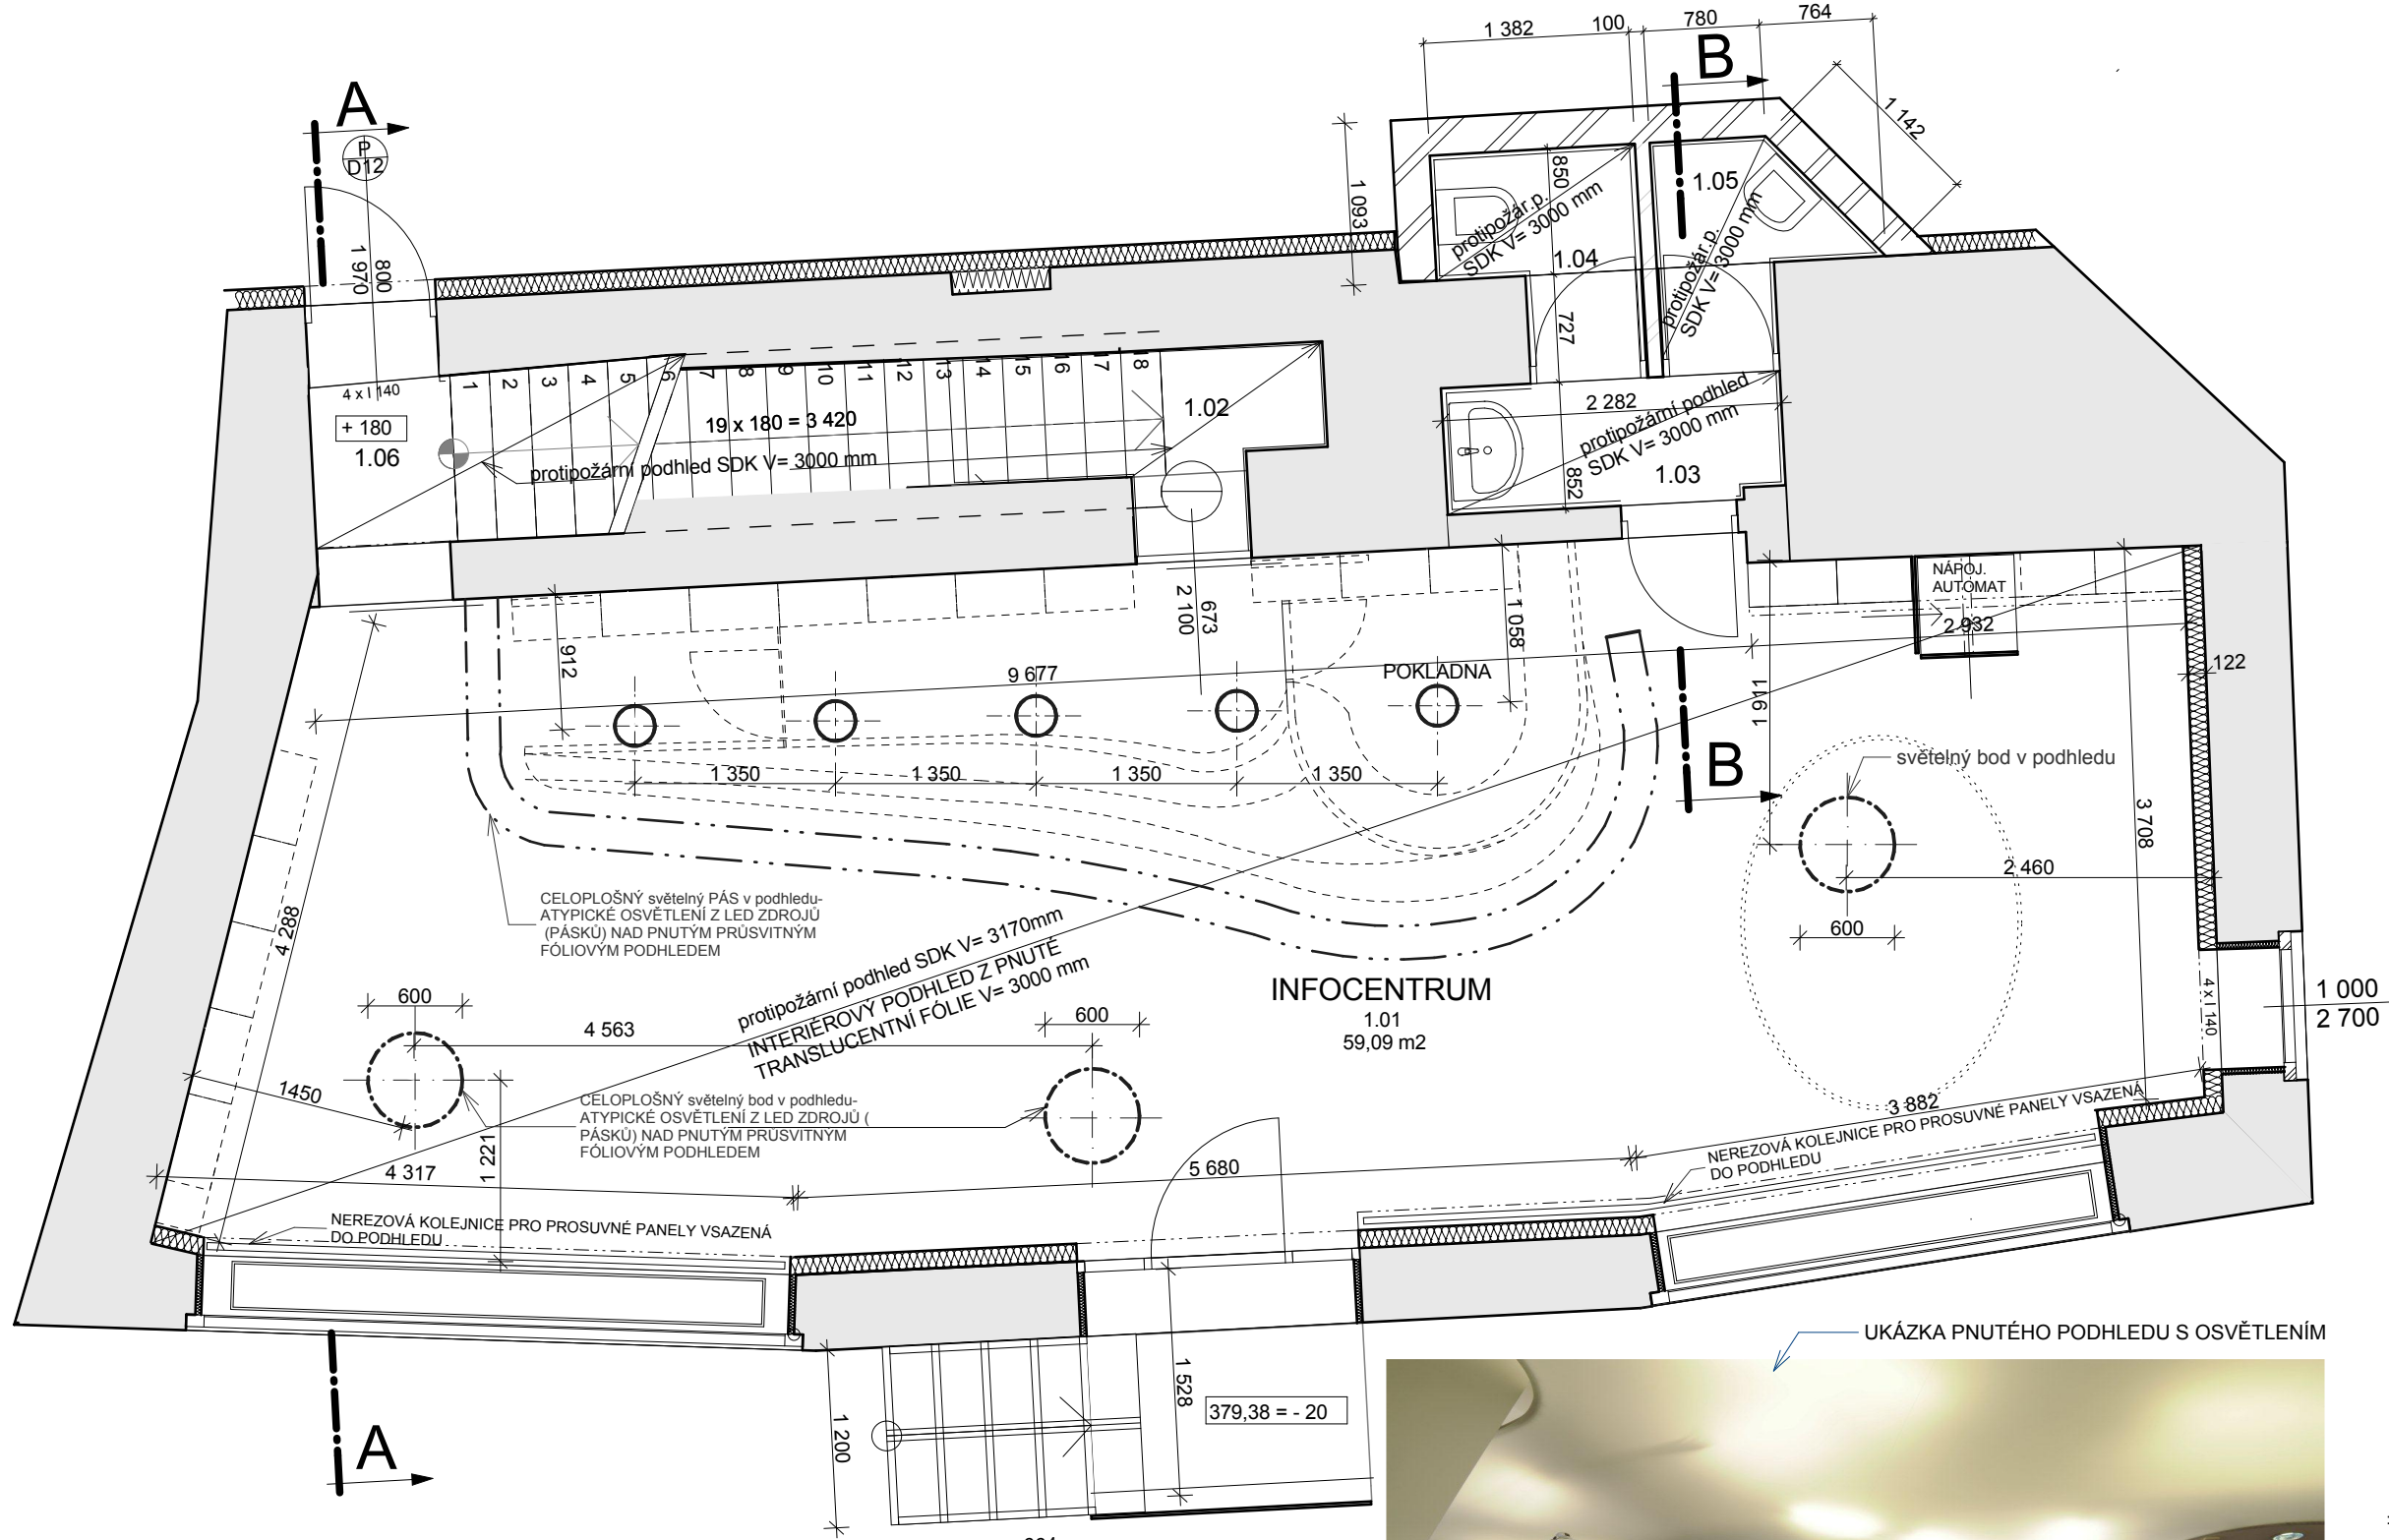 1 382
100
780
764
A
B
P
D12
1 142
1 970
800
1 093
850
1.05
protipožár.p.
SDK V= 3000 mm
1.04
protipožár.p.
SDK V= 3000 mm
727
4 x I 140
+ 180
1.06
1
2
3
4
5
6
7
8
9
10
11
12
13
14
15
16
17
18
19 x 180 = 3 420
1.02
protipožární podhled SDK V= 3000 mm
2 282
protipožární podhled
SDK V= 3000 mm
852
1.03
NÁPOJ.
AUTOMAT
2 932
912
673
2 100
1 058
9 677
POKLADNA
122
1 911
B
světelný bod v podhledu
1 350
1 350
1 350
1 350
3 708
2 460
600
4 288
CELOPLOŠNÝ světelný PÁS v podhledu-
ATYPICKÉ OSVĚTLENÍ Z LED ZDROJŮ
(PÁSKŮ) NAD PNUTÝM PRŮSVITNÝM
FÓLIOVÝM PODHLEDEM
protipožární podhled SDK V= 3170mm
INTERIÉROVÝ PODHLED Z PNUTÉ
TRANSLUCENTNÍ FÓLIE V= 3000 mm
INFOCENTRUM
1.01
59,09 m2
4 x I 140
1 000
2 700
600
4 563
600
1450
CELOPLOŠNÝ světelný bod v podhledu-
ATYPICKÉ OSVĚTLENÍ Z LED ZDROJŮ (
PÁSKŮ) NAD PNUTÝM PRŮSVITNÝM
FÓLIOVÝM PODHLEDEM
1 221
4 317
5 680
3 882
NEREZOVÁ KOLEJNICE PRO PROSUVNÉ PANELY VSAZENÁ
DO PODHLEDU
NEREZOVÁ KOLEJNICE PRO PROSUVNÉ PANELY VSAZENÁ
DO PODHLEDU
UKÁZKA PNUTÉHO PODHLEDU S OSVĚTLENÍM
A
1 200
1 528
379,38 = - 20